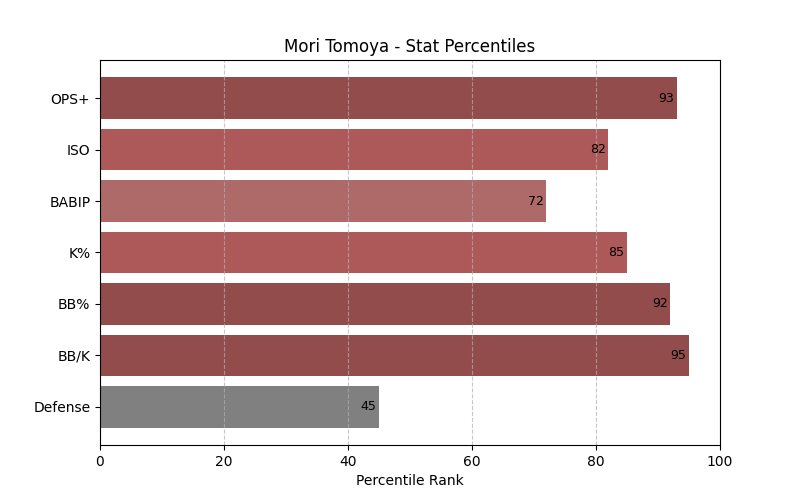 Mori Tomoya - Stat Percentiles
OPS+ 93
ISO 82
BABIP 72
K% 85
BB% 92
BB/K 95
Defense 45
0 20 40 60 80 100
Percentile Rank